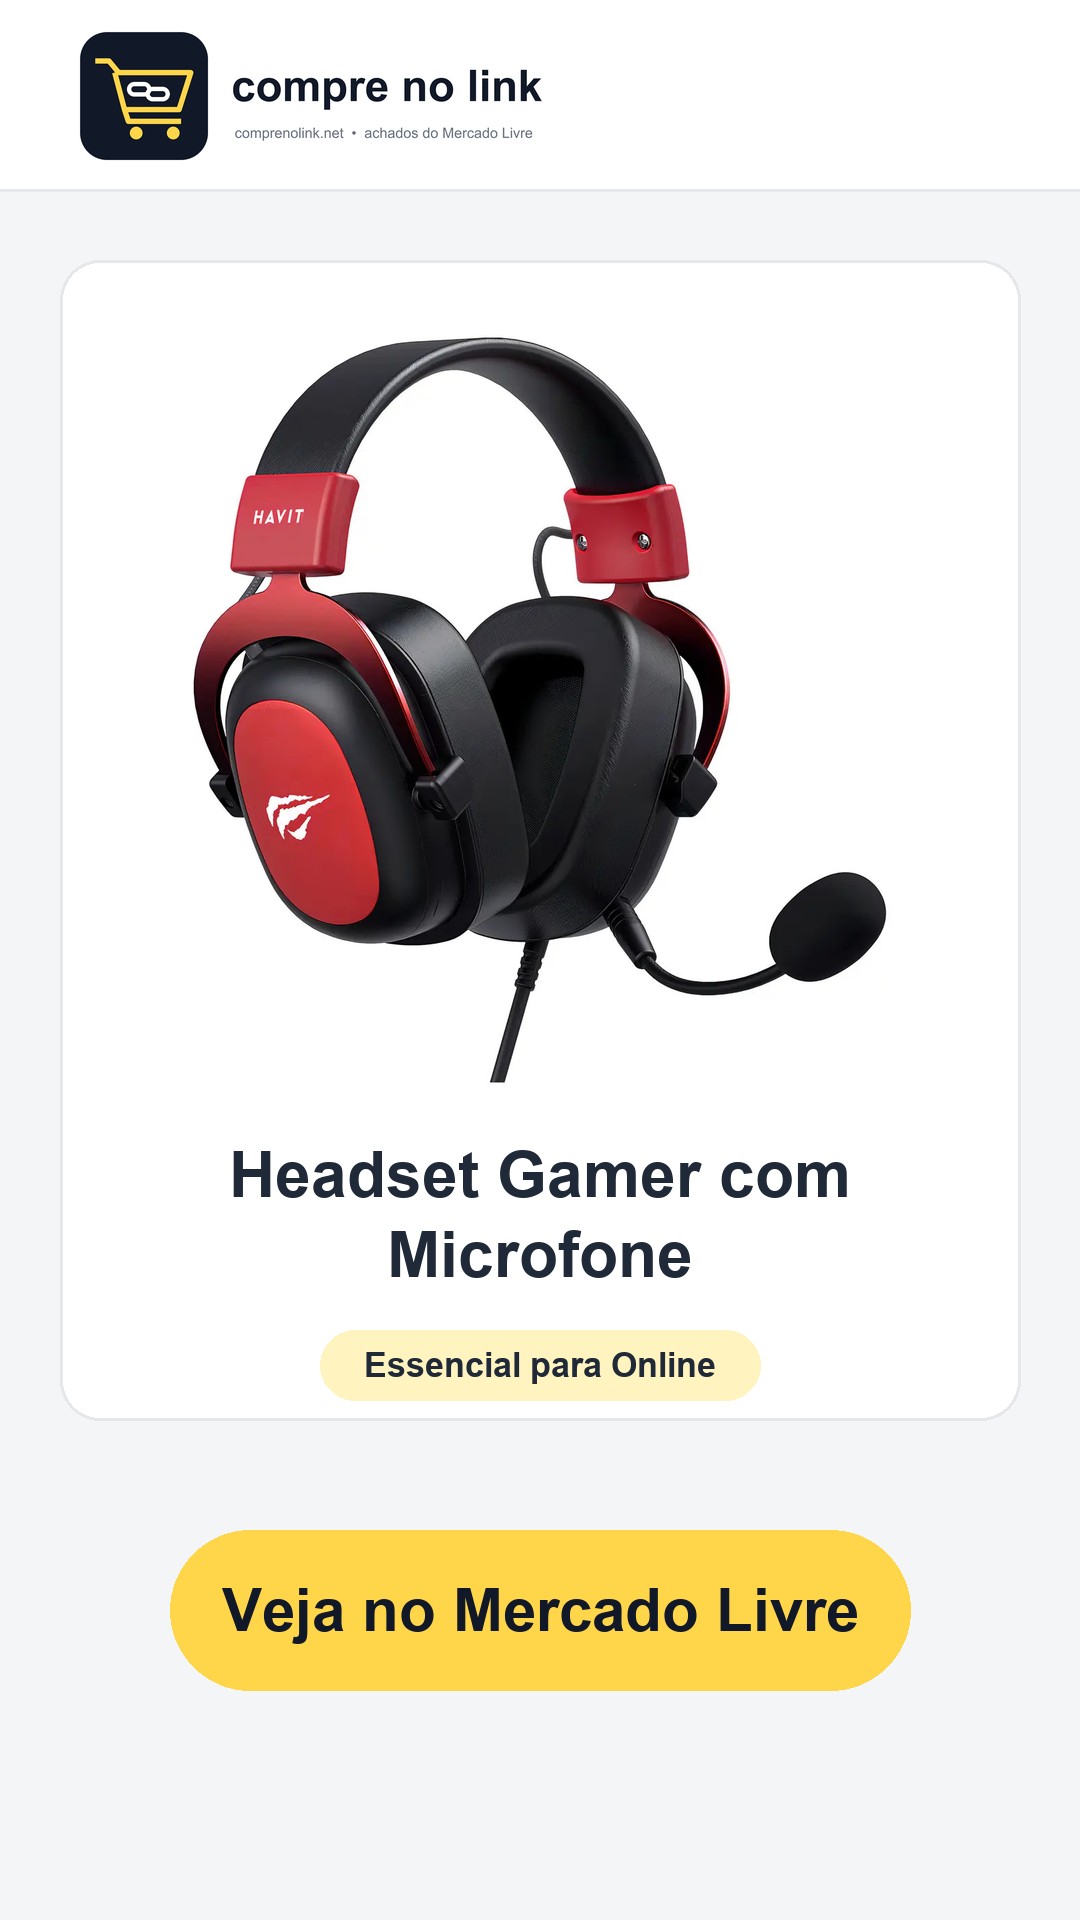 compre no link
comprenolink.net • achados do Mercado Livre
HAVIT
Headset Gamer com
Microfone
Essencial para Online
Veja no Mercado Livre